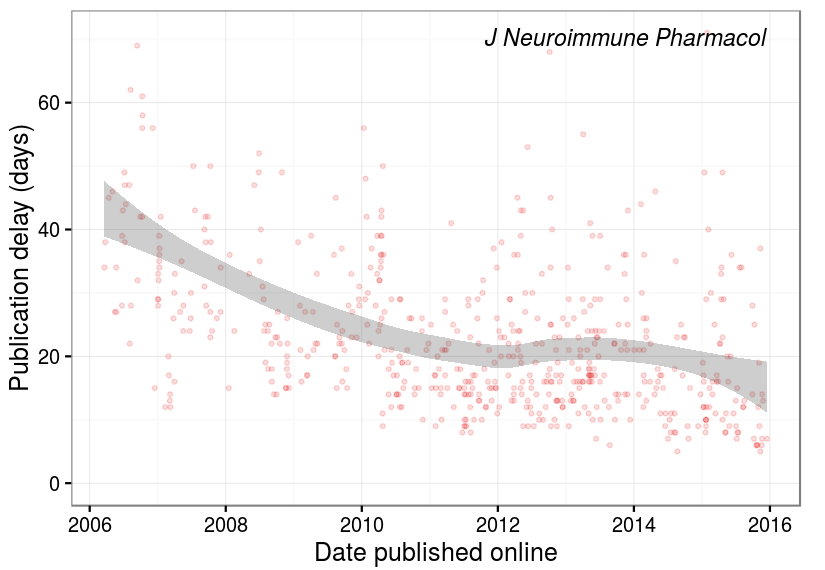 J Neuroimmune Pharmacol
Publication delay (days)
60
40
20
0
2006 2008 2010 2012 2014 2016
Date published online